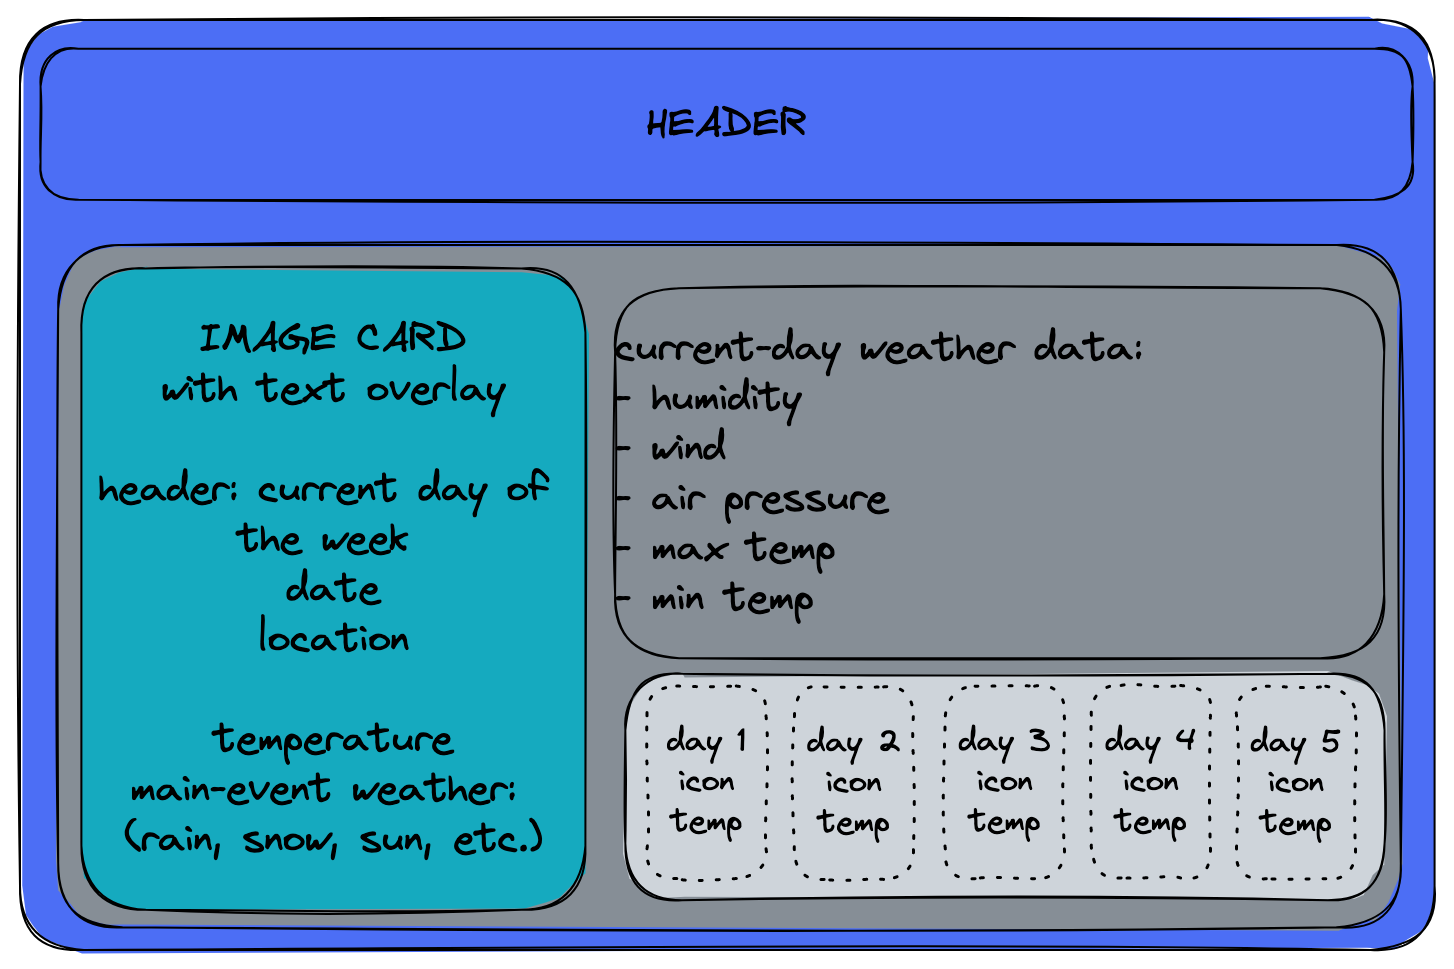 HEADER
IMAGE CARD
with text overlay
header: current day of
the week
date
location
temperature
main-event weather:
(rain, snow, sun, etc.)
current-day weather data:
- humidity
- wind
- air pressure
- max temp
- min temp
day 1
icon
temp
day 2
icon
temp
day 3
icon
temp
day 4
icon
temp
day 5
icon
temp